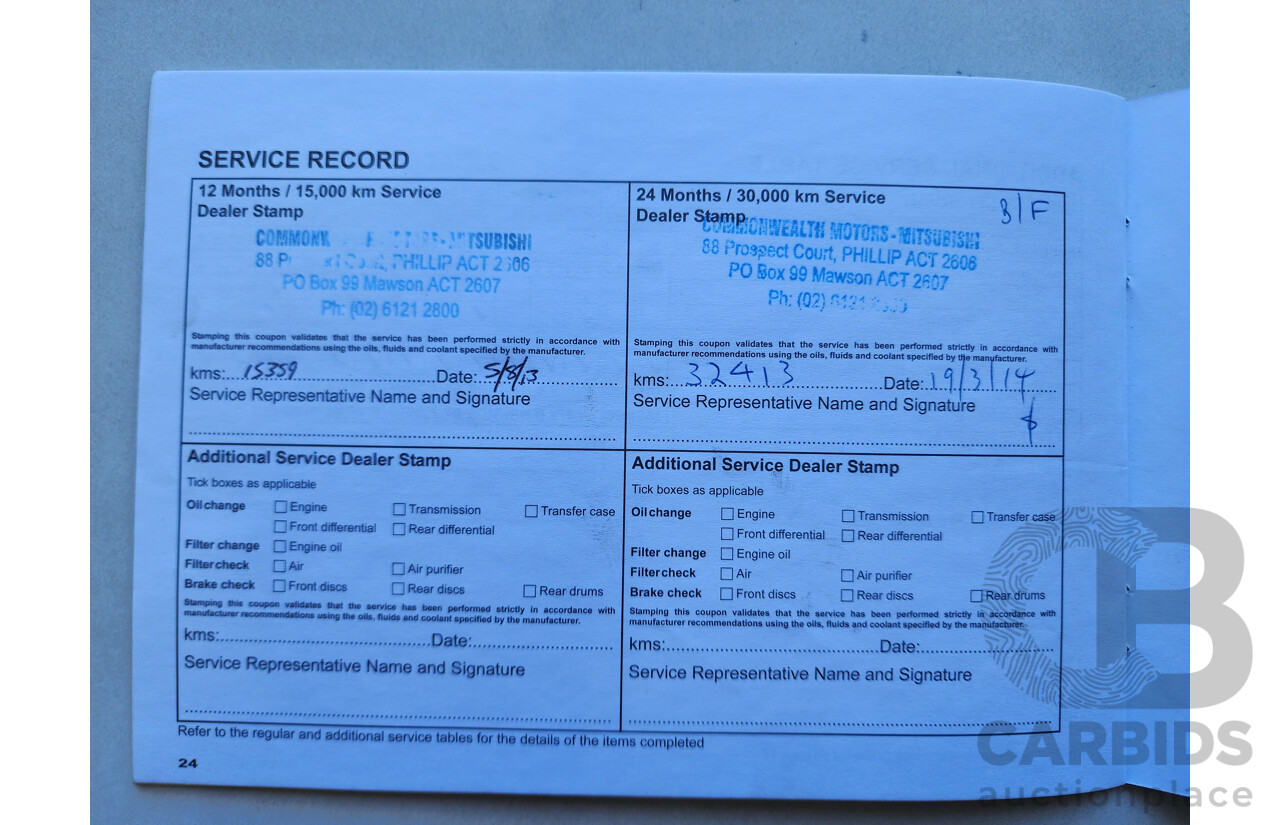 SERVICE RECORD
12 Months / 15,000 km Service
Dealer Stamp
TSUBISHI
PHILLIP ACT
PO Box 99 Mawson ACT 2607
Ph: (02) 6121 2800
Stamping this coupon validates that the service has been performed strictly in accordance with
manufacturer recommendations using the oils, fluids and coolant specified by the manufacturer.
kms: 15359 Date: 5/8/13
Service Representative Name and Signature
24 Months / 30,000 km Service
B/F
Dealer Stamp
COMMONWEALTH MOTORS - MITSUBISHI
88 Prospect Court, PHILLIP ACT 2606
PO Box 99 Mawson ACT 2607
Ph: (02) 6121
Stamping this coupon validates that the service has been performed strictly in accordance with
manufacturer recommendations using the oils, fluids and coolant specified by the manufacturer.
kms: 32413 Date: 19/3/14
Service Representative Name and Signature
Additional Service Dealer Stamp
Tick boxes as applicable
Oil change Engine Transmission Transfer case
Front differential Rear differential
Filter change Engine oil
Filter check Air Air purifier
Brake check Front discs Rear discs Rear drums
Stamping this coupon validates that the service has been performed strictly in accordance with
manufacturer recommendations using the oils, fluids and coolant specified by the manufacturer.
kms: Date:
Service Representative Name and Signature
Additional Service Dealer Stamp
Tick boxes as applicable
Oil change Engine Transmission Transfer case
Front differential Rear differential
Filter change Engine oil
Filter check Air Air purifier
Brake check Front discs Rear discs Rear drums
Stamping this coupon validates that the service has been performed strictly in accordance with
manufacturer recommendations using the oils, fluids and coolant specified by the manufacturer.
kms: Date:
Service Representative Name and Signature
Refer to the regular and additional service tables for the details of the items completed
24
CB
CARBIDS
auctionplace